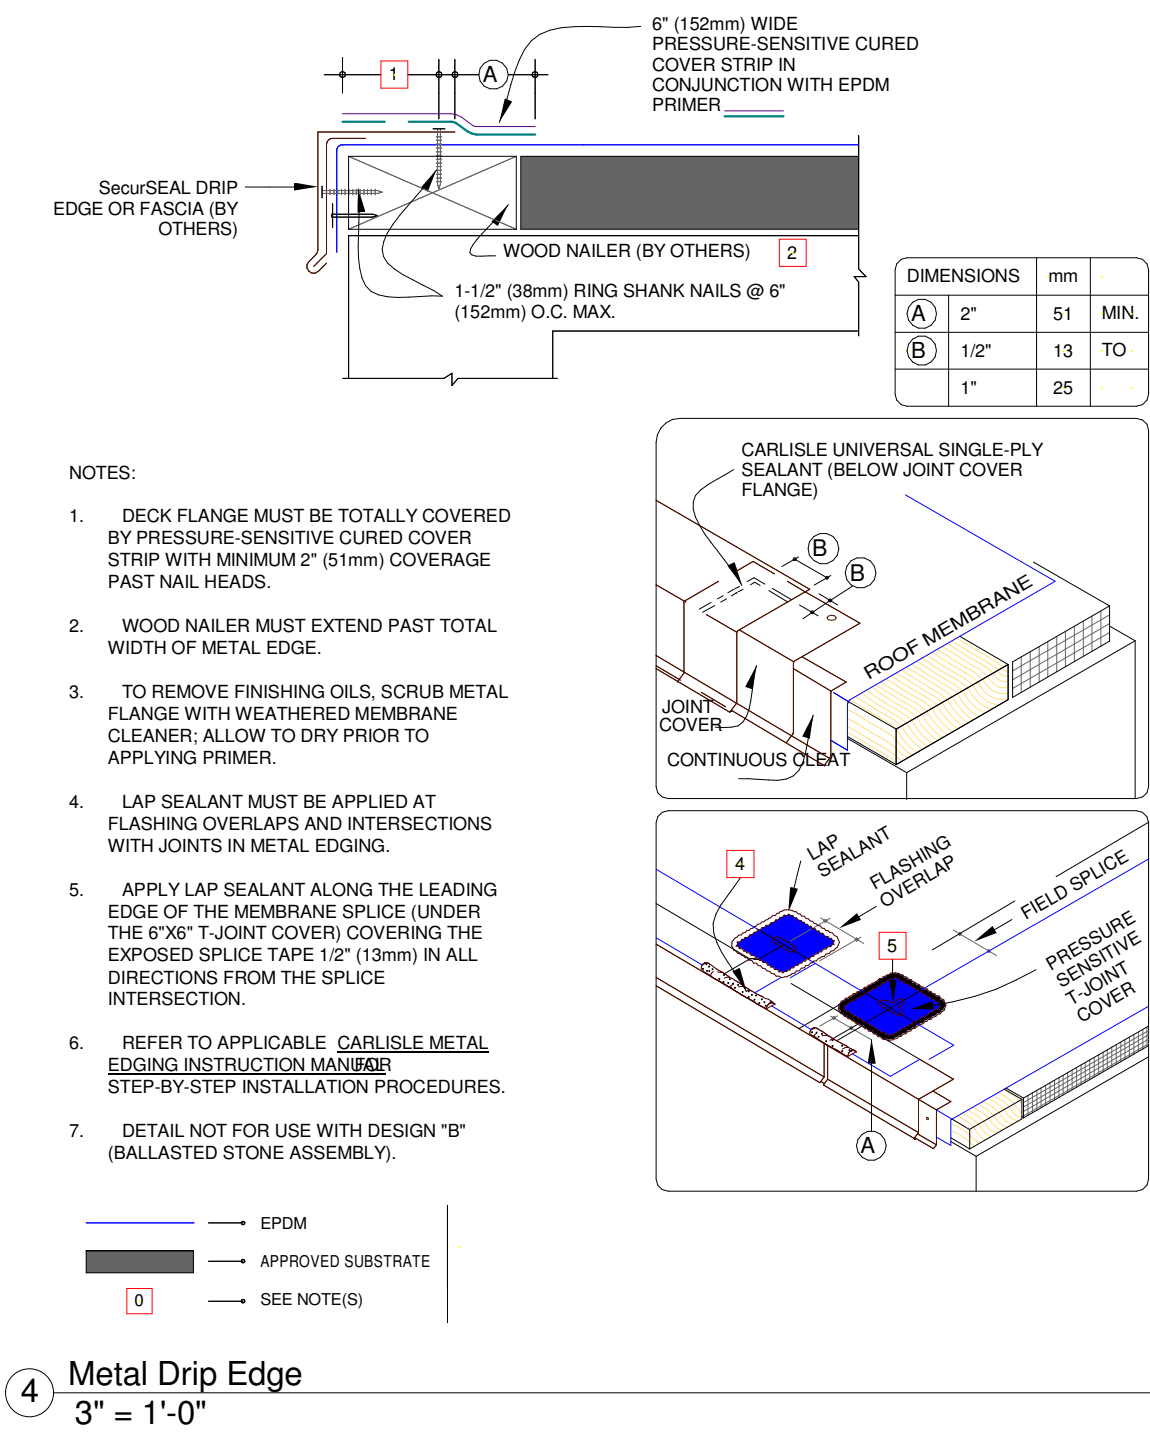 6" (152mm) WIDE
PRESSURE-SENSITIVE CURED
COVER STRIP IN
CONJUNCTION WITH EPDM
PRIMER
1
A
SecurSEAL DRIP
EDGE OR FASCIA (BY
OTHERS)
WOOD NAILER (BY OTHERS)
2
1-1/2" (38mm) RING SHANK NAILS @ 6"
(152mm) O.C. MAX.
DIMENSIONS mm
A 2" 51 MIN.
B 1/2" 13 TO
1" 25
CARLISLE UNIVERSAL SINGLE-PLY
SEALANT (BELOW JOINT COVER
FLANGE)
B
B
ROOF MEMBRANE
JOINT
COVER
CONTINUOUS CLEAT
NOTES:
1. DECK FLANGE MUST BE TOTALLY COVERED
BY PRESSURE-SENSITIVE CURED COVER
STRIP WITH MINIMUM 2" (51mm) COVERAGE
PAST NAIL HEADS.
2. WOOD NAILER MUST EXTEND PAST TOTAL
WIDTH OF METAL EDGE.
3. TO REMOVE FINISHING OILS, SCRUB METAL
FLANGE WITH WEATHERED MEMBRANE
CLEANER; ALLOW TO DRY PRIOR TO
APPLYING PRIMER.
4. LAP SEALANT MUST BE APPLIED AT
FLASHING OVERLAPS AND INTERSECTIONS
WITH JOINTS IN METAL EDGING.
5. APPLY LAP SEALANT ALONG THE LEADING
EDGE OF THE MEMBRANE SPLICE (UNDER
THE 6"X6" T-JOINT COVER) COVERING THE
EXPOSED SPLICE TAPE 1/2" (13mm) IN ALL
DIRECTIONS FROM THE SPLICE
INTERSECTION.
6. REFER TO APPLICABLE CARLISLE METAL
EDGING INSTRUCTION MANUAL FOR
STEP-BY-STEP INSTALLATION PROCEDURES.
7. DETAIL NOT FOR USE WITH DESIGN "B"
(BALLASTED STONE ASSEMBLY).
4
LAP
SEALANT
FLASHING
OVERLAP
FIELD SPLICE
5
PRESSURE
SENSITIVE
T-JOINT
COVER
A
EPDM
APPROVED SUBSTRATE
0
SEE NOTE(S)
4
Metal Drip Edge
3" = 1'-0"